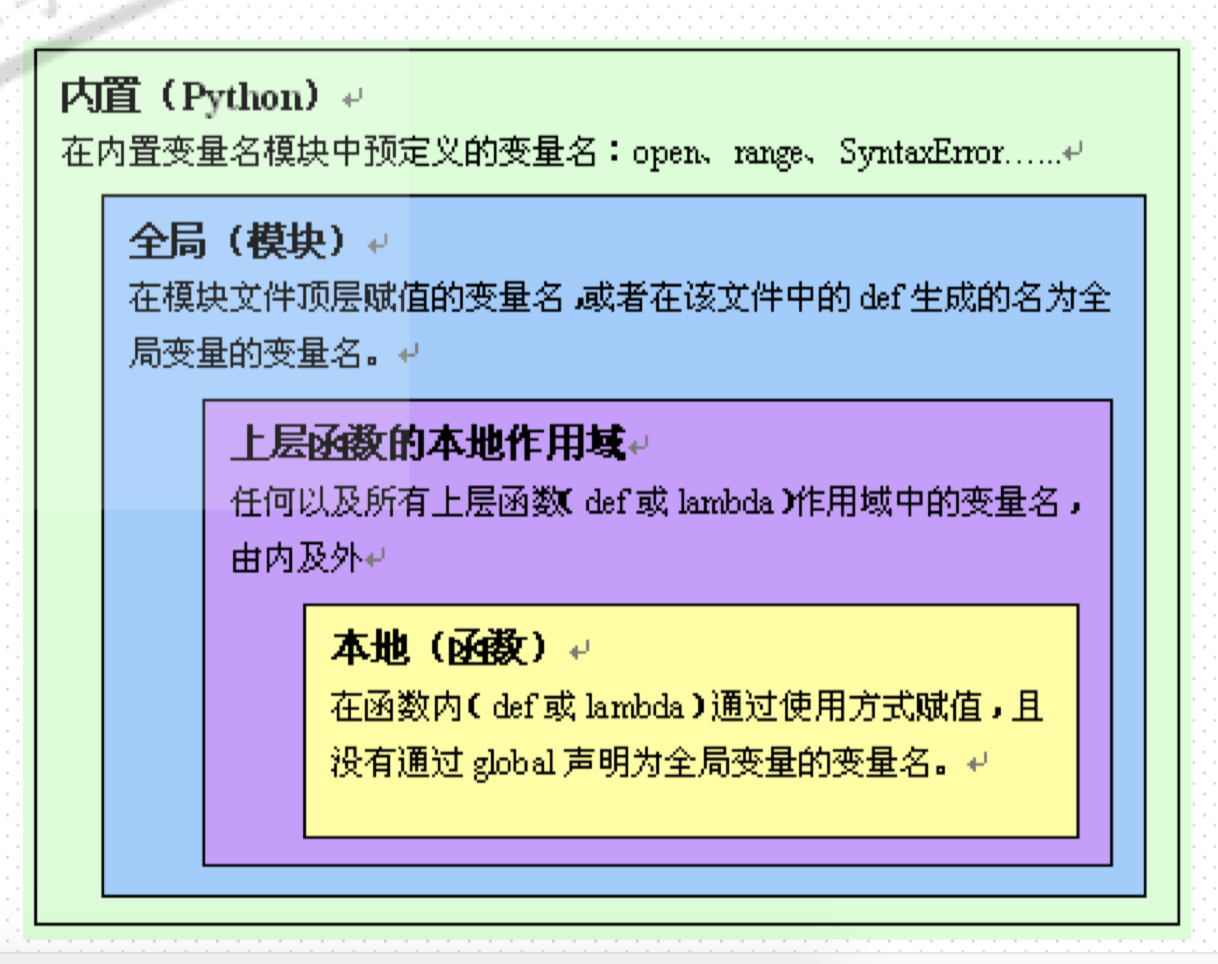 内置（Python）
在内置变量名模块中预定义的变量名：open、range、SyntaxError……
全局（模块）
在模块文件顶层赋值的变量名,或者在该文件中的 def 生成的名为全
局变量的变量名。
上层函数的本地作用域
任何以及所有上层函数( def 或 lambda )作用域中的变量名，
由内及外
本地（函数）
在函数内( def 或 lambda )通过使用方式赋值，且
没有通过 global 声明为全局变量的变量名。